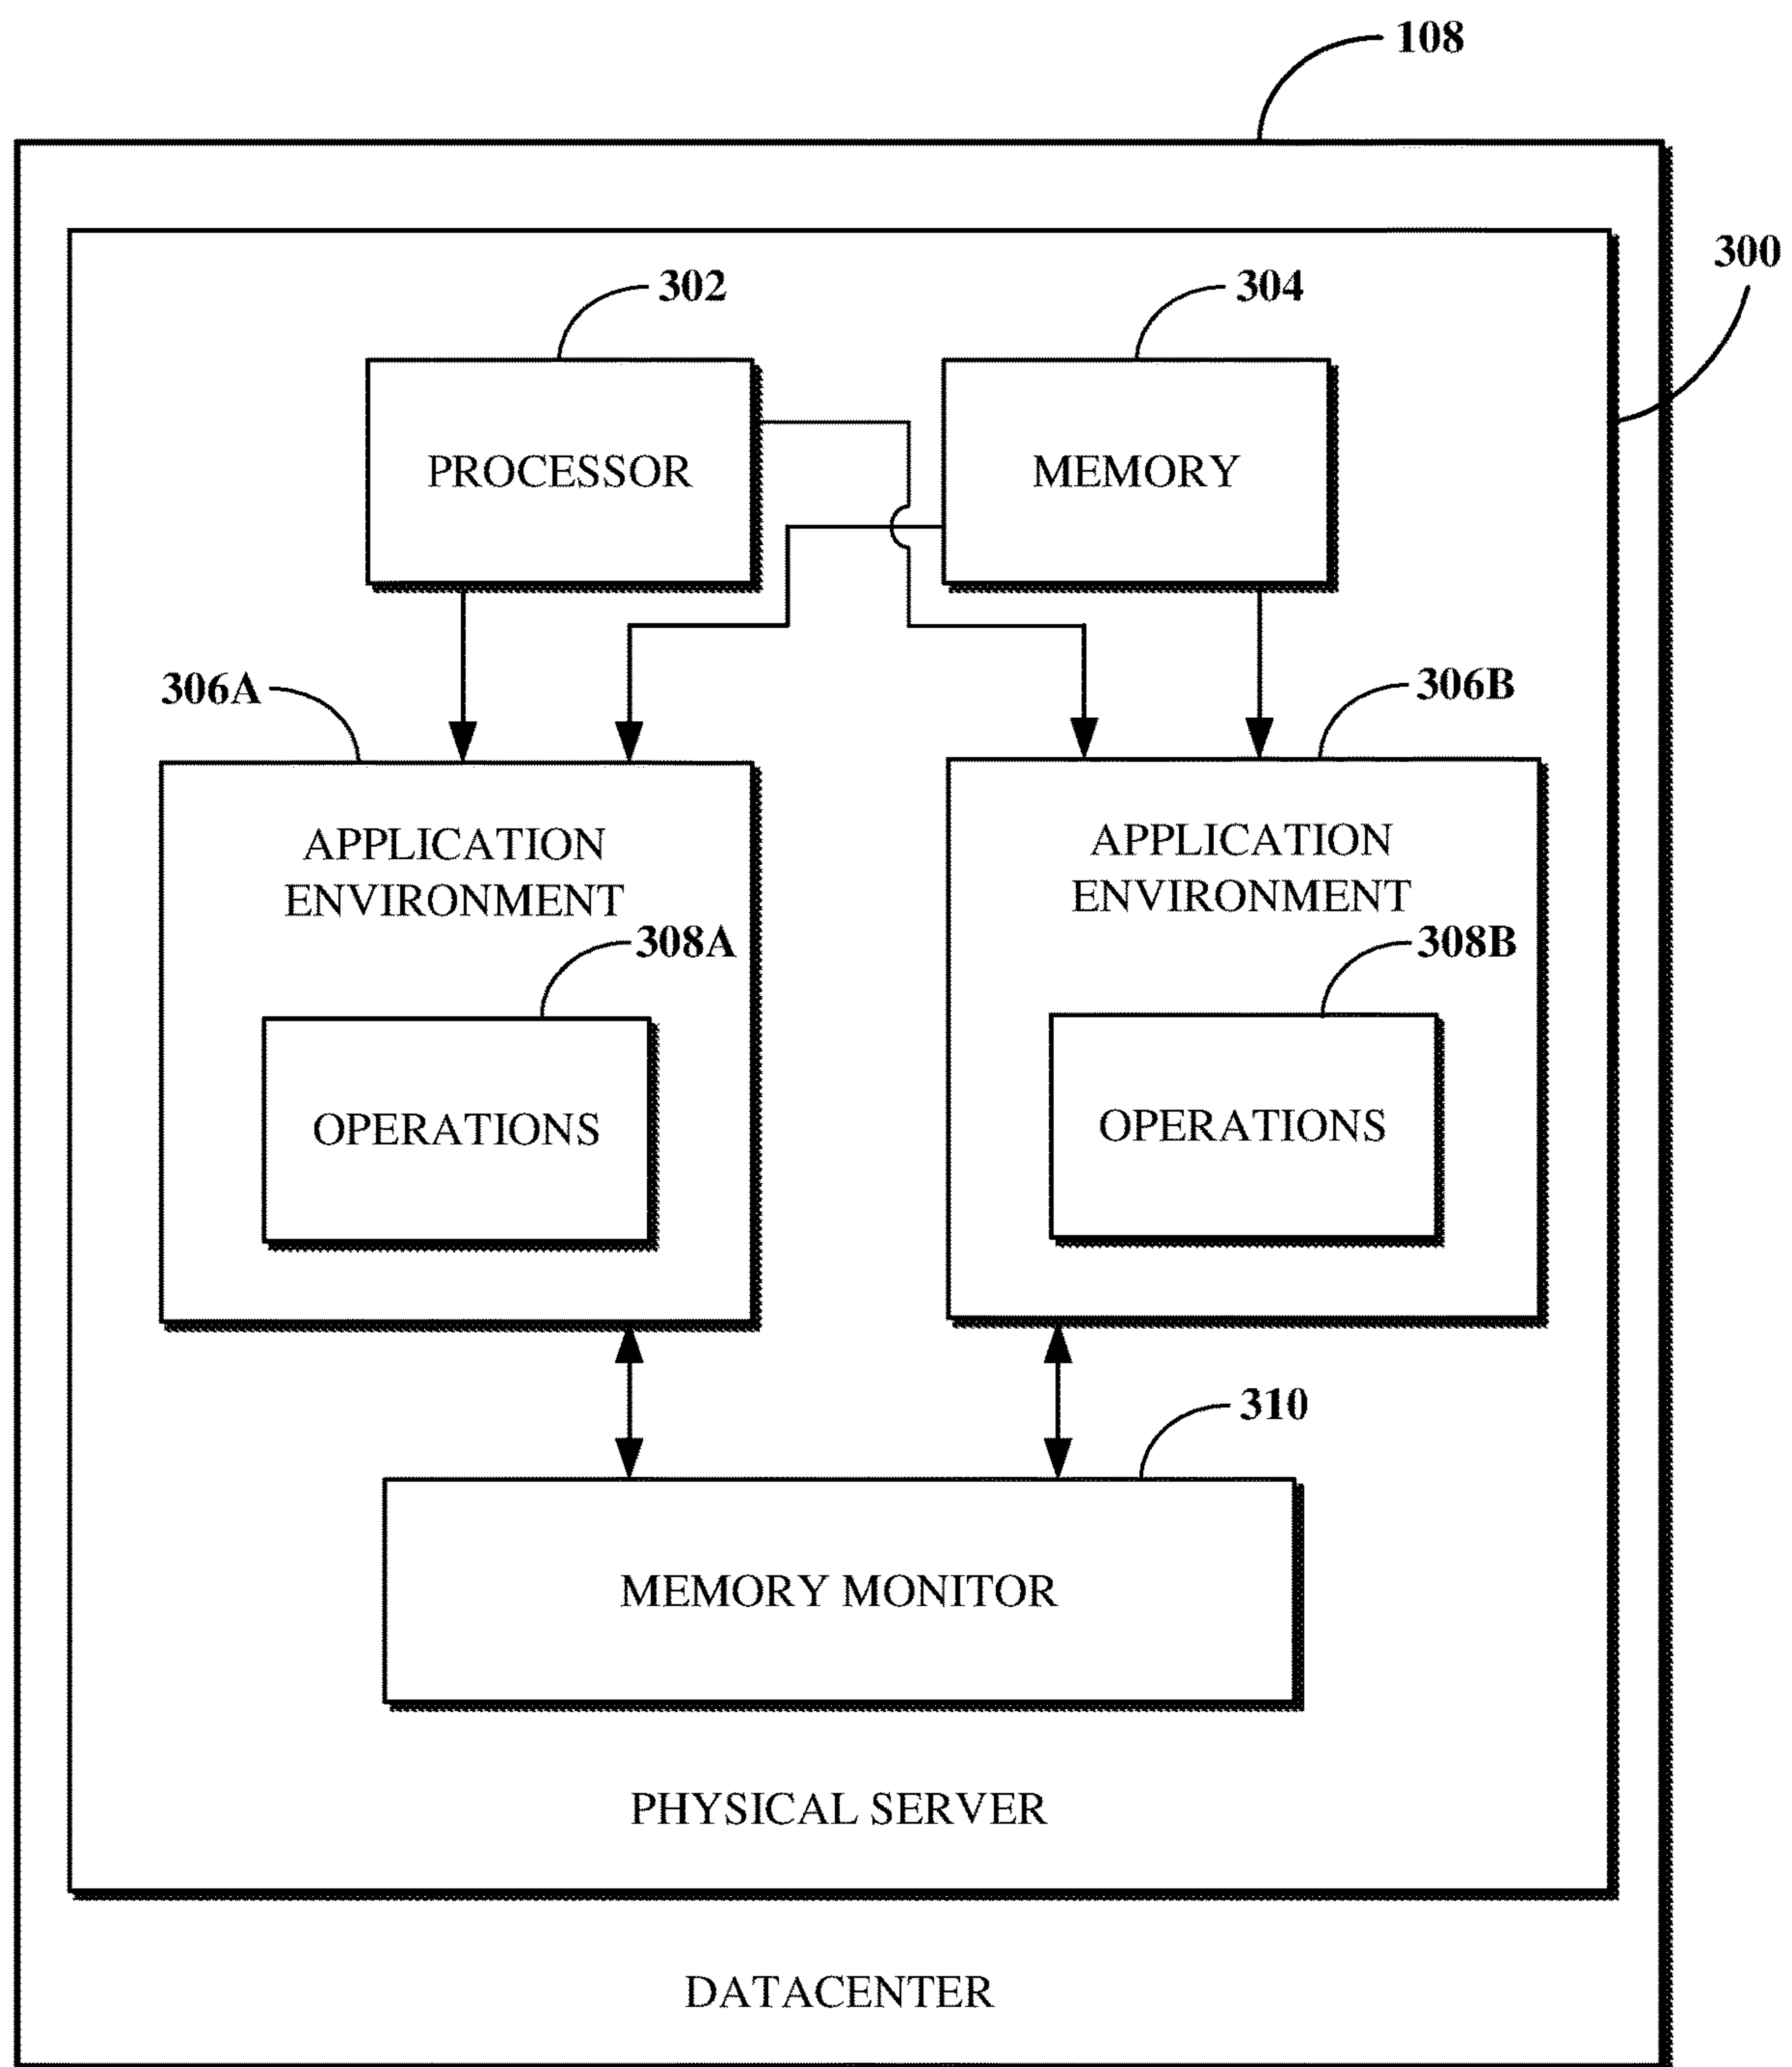 108
300
302
304
PROCESSOR
MEMORY
306A
306B
APPLICATION
ENVIRONMENT
APPLICATION
ENVIRONMENT
308A
308B
OPERATIONS
OPERATIONS
310
MEMORY MONITOR
PHYSICAL SERVER
DATACENTER